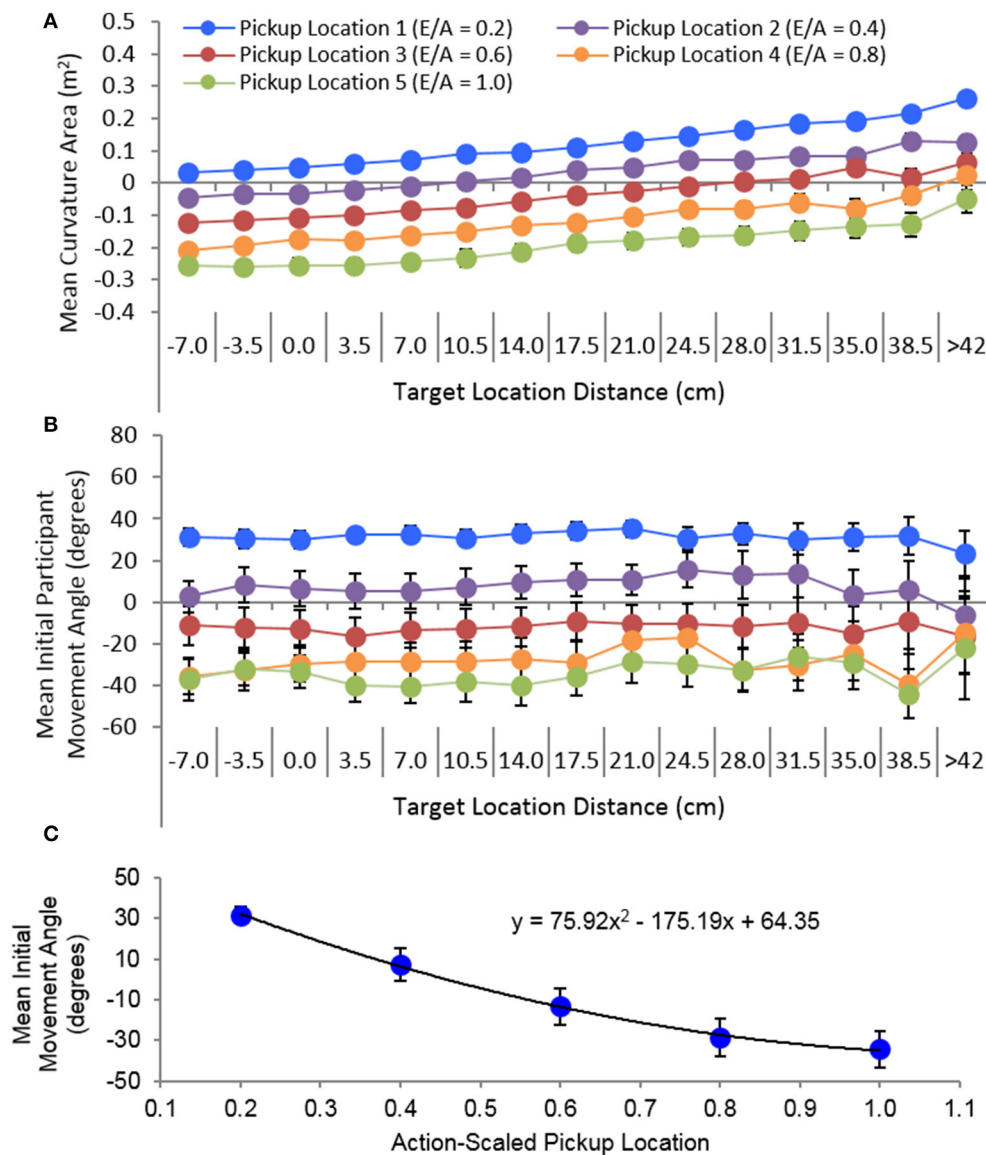 A
Mean Curvature Area (m²)
0.5
0.4
0.3
0.2
0.1
0
-0.1
-0.2
-0.3
-0.4
Pickup Location 1 (E/A = 0.2)
Pickup Location 2 (E/A = 0.4)
Pickup Location 3 (E/A = 0.6)
Pickup Location 4 (E/A = 0.8)
Pickup Location 5 (E/A = 1.0)
-7.0 -3.5 0.0 3.5 7.0 10.5 14.0 17.5 21.0 24.5 28.0 31.5 35.0 38.5 >42
Target Location Distance (cm)
B
Mean Initial Participant
Movement Angle (degrees)
80
60
40
20
0
-20
-40
-60
-7.0 -3.5 0.0 3.5 7.0 10.5 14.0 17.5 21.0 24.5 28.0 31.5 35.0 38.5 >42
Target Location Distance (cm)
C
Mean Initial
Movement Angle
(degrees)
50
30
10
-10
-30
-50
y = 75.92x² - 175.19x + 64.35
0.1 0.2 0.3 0.4 0.5 0.6 0.7 0.8 0.9 1.0 1.1
Action-Scaled Pickup Location